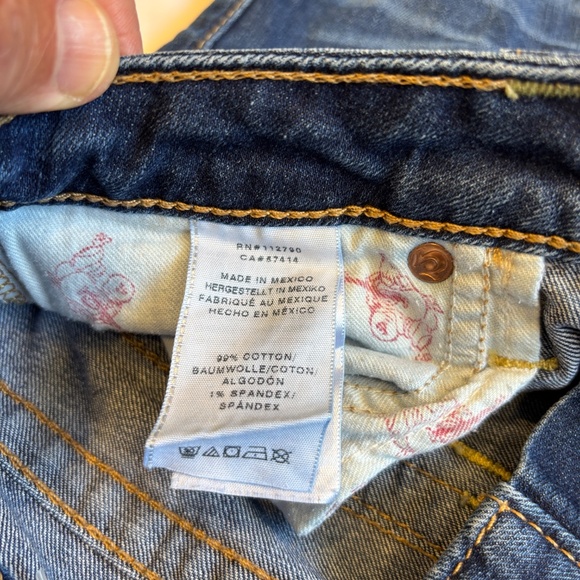 RN# 112790
CA# 57414
MADE IN MEXICO
HERGESTELLT IN MEXIKO
FABRIQUÉ AU MEXIQUE
HECHO EN MÉXICO
99% COTTON/
BAUMWOLLE/COTON/
ALGODÓN
1% SPANDEX/
SPÁNDEX